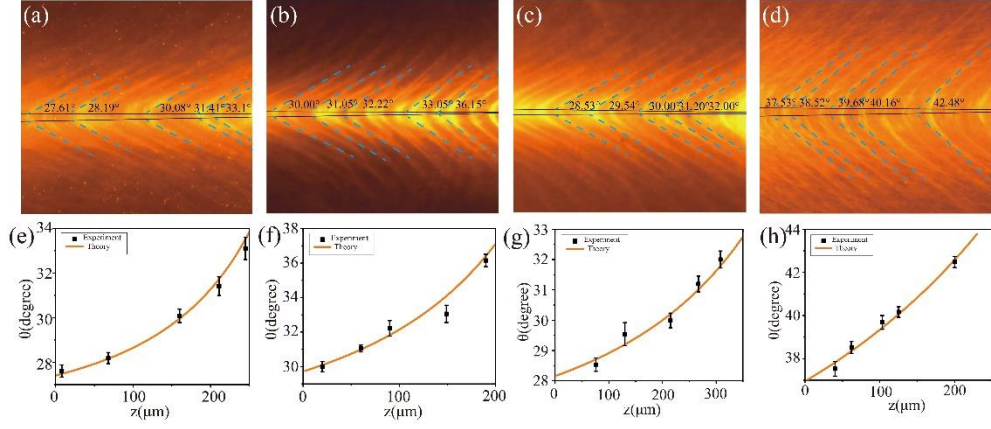 (a) (b) (c) (d)
27.61° 28.19° 30.08° 31.41° 33.1°
30.00° 31.05° 32.22° 33.05° 36.15°
28.53° 29.54° 30.00° 31.20° 32.00°
37.53° 38.52° 39.68° 40.16° 42.48°
(e)
34
32
30
28
θ(degree)
Experiment
Theory
0 100 200
z(μm)
(f)
38
36
34
32
30
θ(degree)
Experiment
Theory
0 50 100 150 200
z(μm)
(g)
33
32
31
30
29
28
θ(degree)
Experiment
Theory
0 100 200 300
z(μm)
(h)
44
42
40
38
θ(degree)
Experiment
Theory
0 100 200
z(μm)